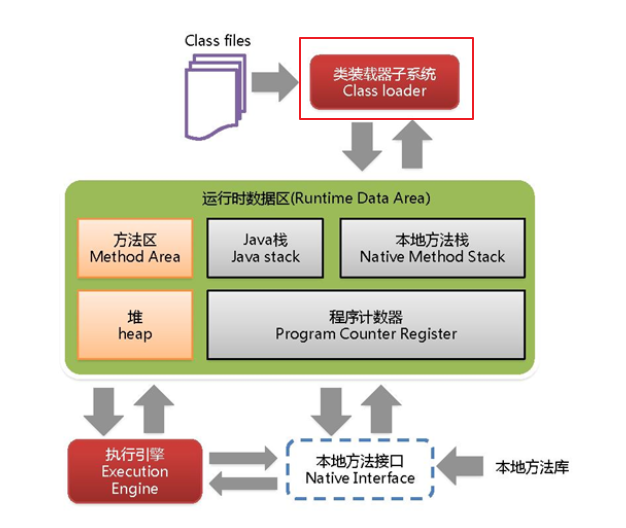 Class files
类装载器子系统
Class loader
运行时数据区(Runtime Data Area)
方法区
Method Area
Java栈
Java stack
本地方法栈
Native Method Stack
堆
heap
程序计数器
Program Counter Register
执行引擎
Execution
Engine
本地方法接口
Native Interface
本地方法库